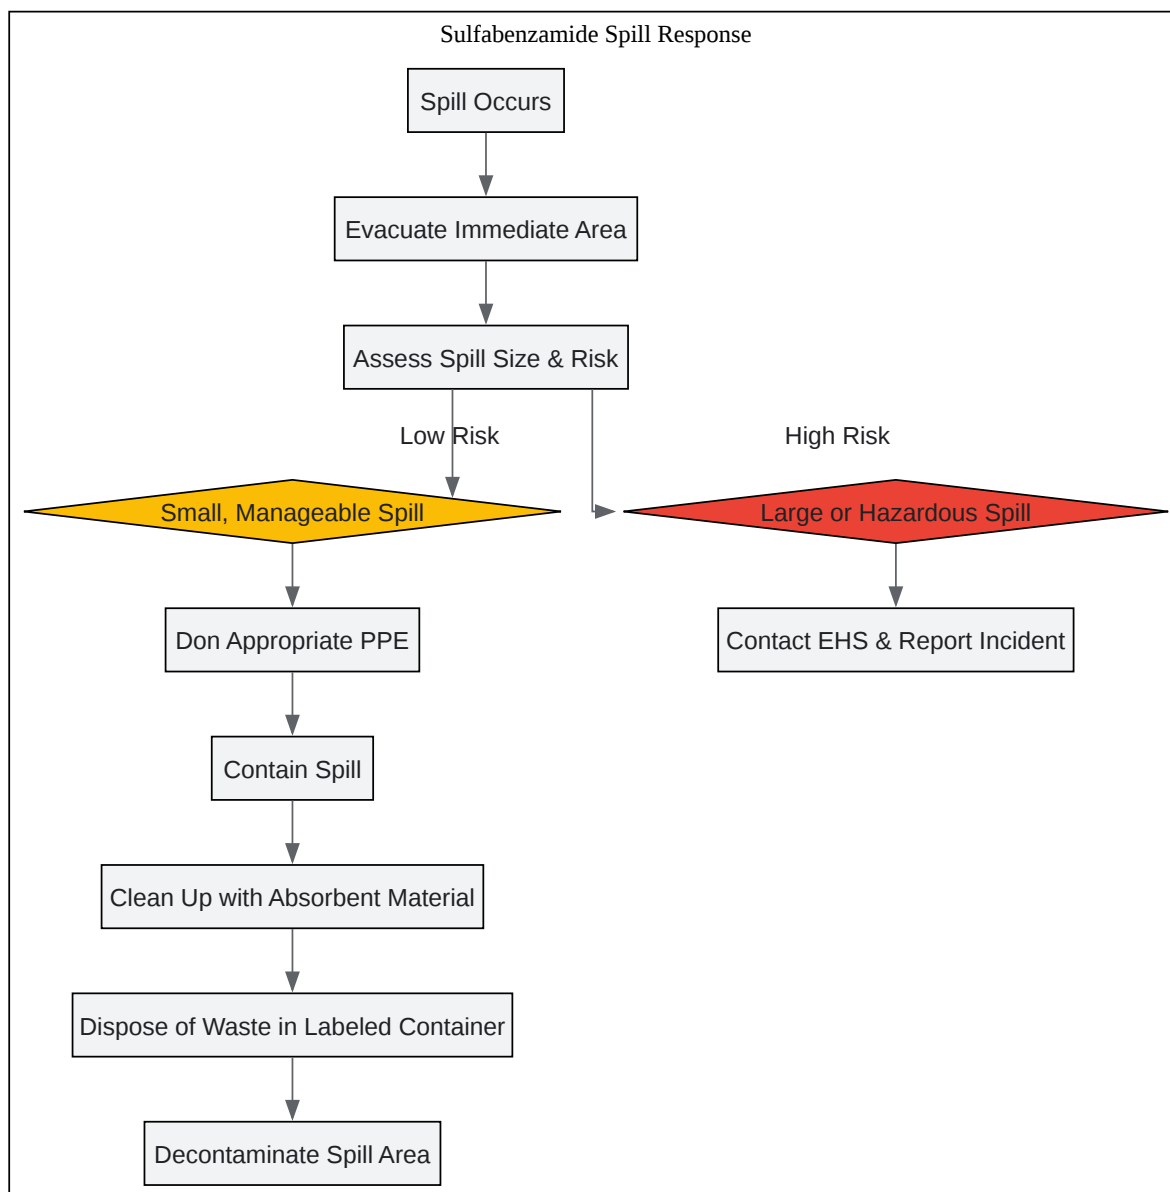 Sulfabenzamide Spill Response
Spill Occurs
Evacuate Immediate Area
Assess Spill Size & Risk
Low Risk
High Risk
Small, Manageable Spill
Large or Hazardous Spill
Don Appropriate PPE
Contact EHS & Report Incident
Contain Spill
Clean Up with Absorbent Material
Dispose of Waste in Labeled Container
Decontaminate Spill Area